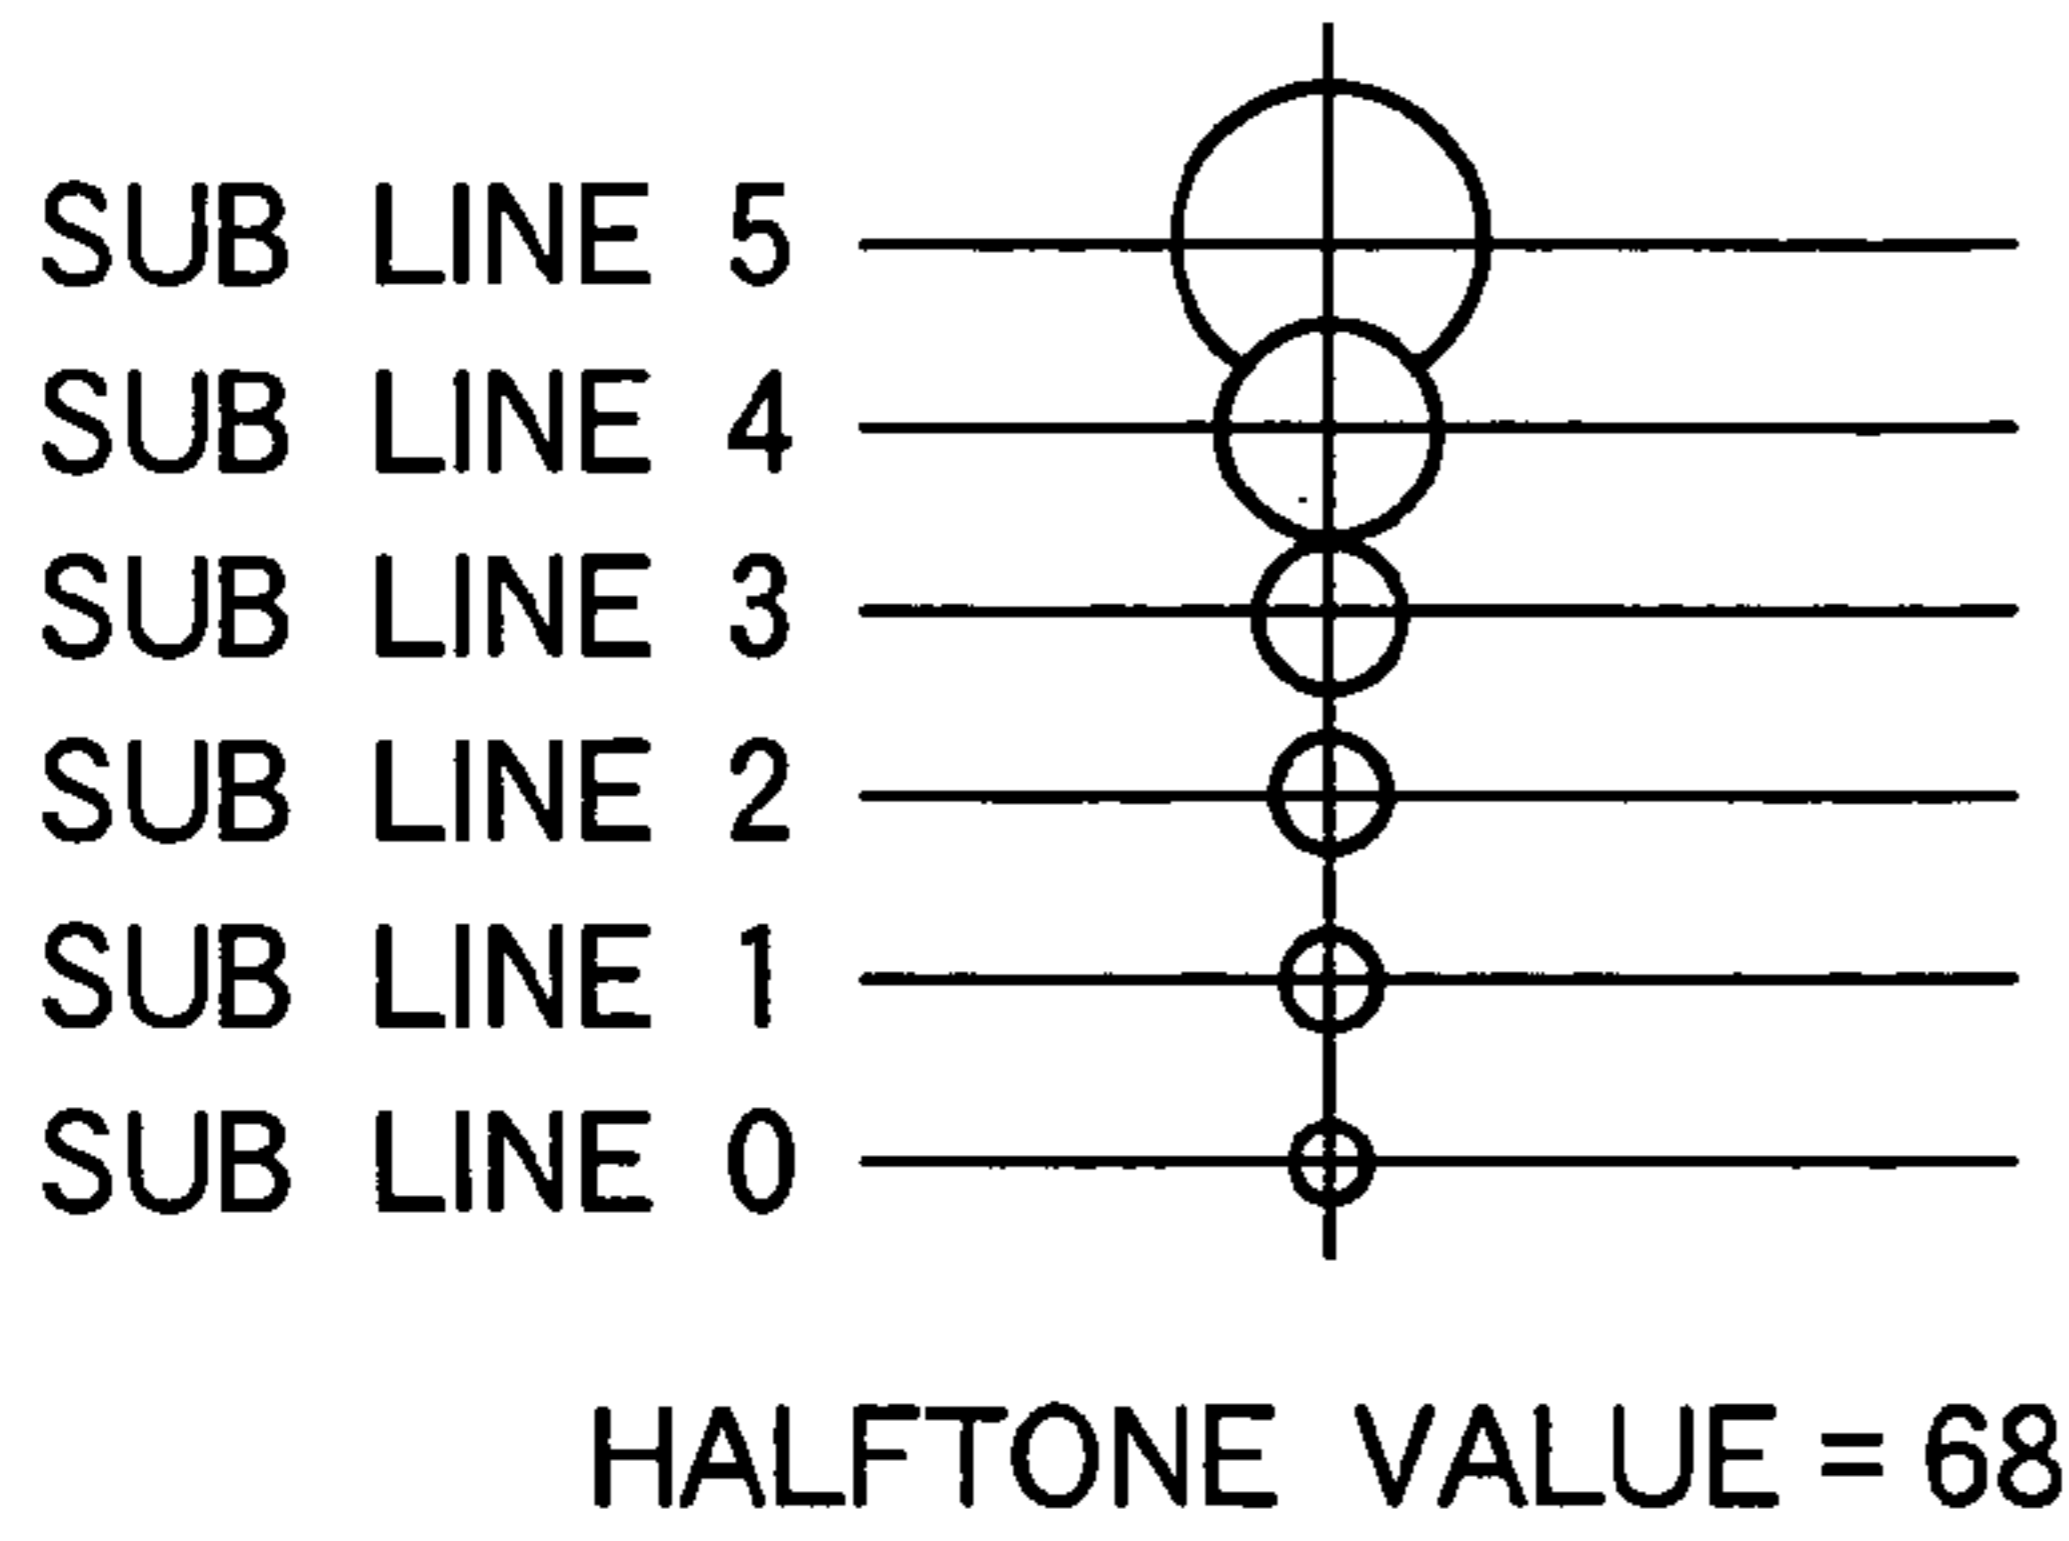 SUB LINE 5
SUB LINE 4
SUB LINE 3
SUB LINE 2
SUB LINE 1
SUB LINE 0
HALFTONE VALUE = 68